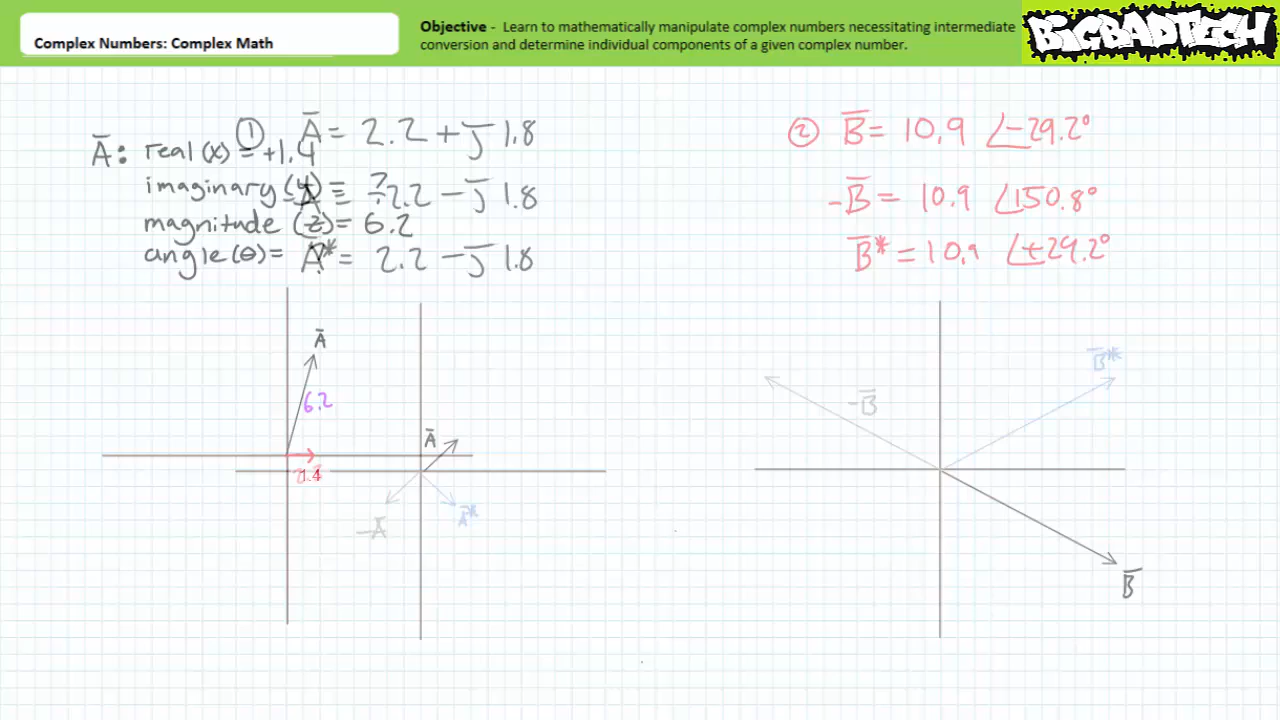 Complex Numbers: Complex Math
Objective - Learn to mathematically manipulate complex numbers necessitating intermediate
conversion and determine individual components of a given complex number.
BIGBADTECH
① A̅ = 2.2 + j 1.8
A̅: real (x) = +1.4
imaginary (y) = ?
-A̅ = -2.2 - j 1.8
magnitude (z) = 6.2
angle (θ) = ?
A̅* = 2.2 - j 1.8
② B̅ = 10.9 ∠-29.2°
-B̅ = 10.9 ∠150.8°
B̅* = 10.9 ∠+29.2°
A̅
6.2
A̅
-A̅
A̅*
B̅*
-B̅
B̅